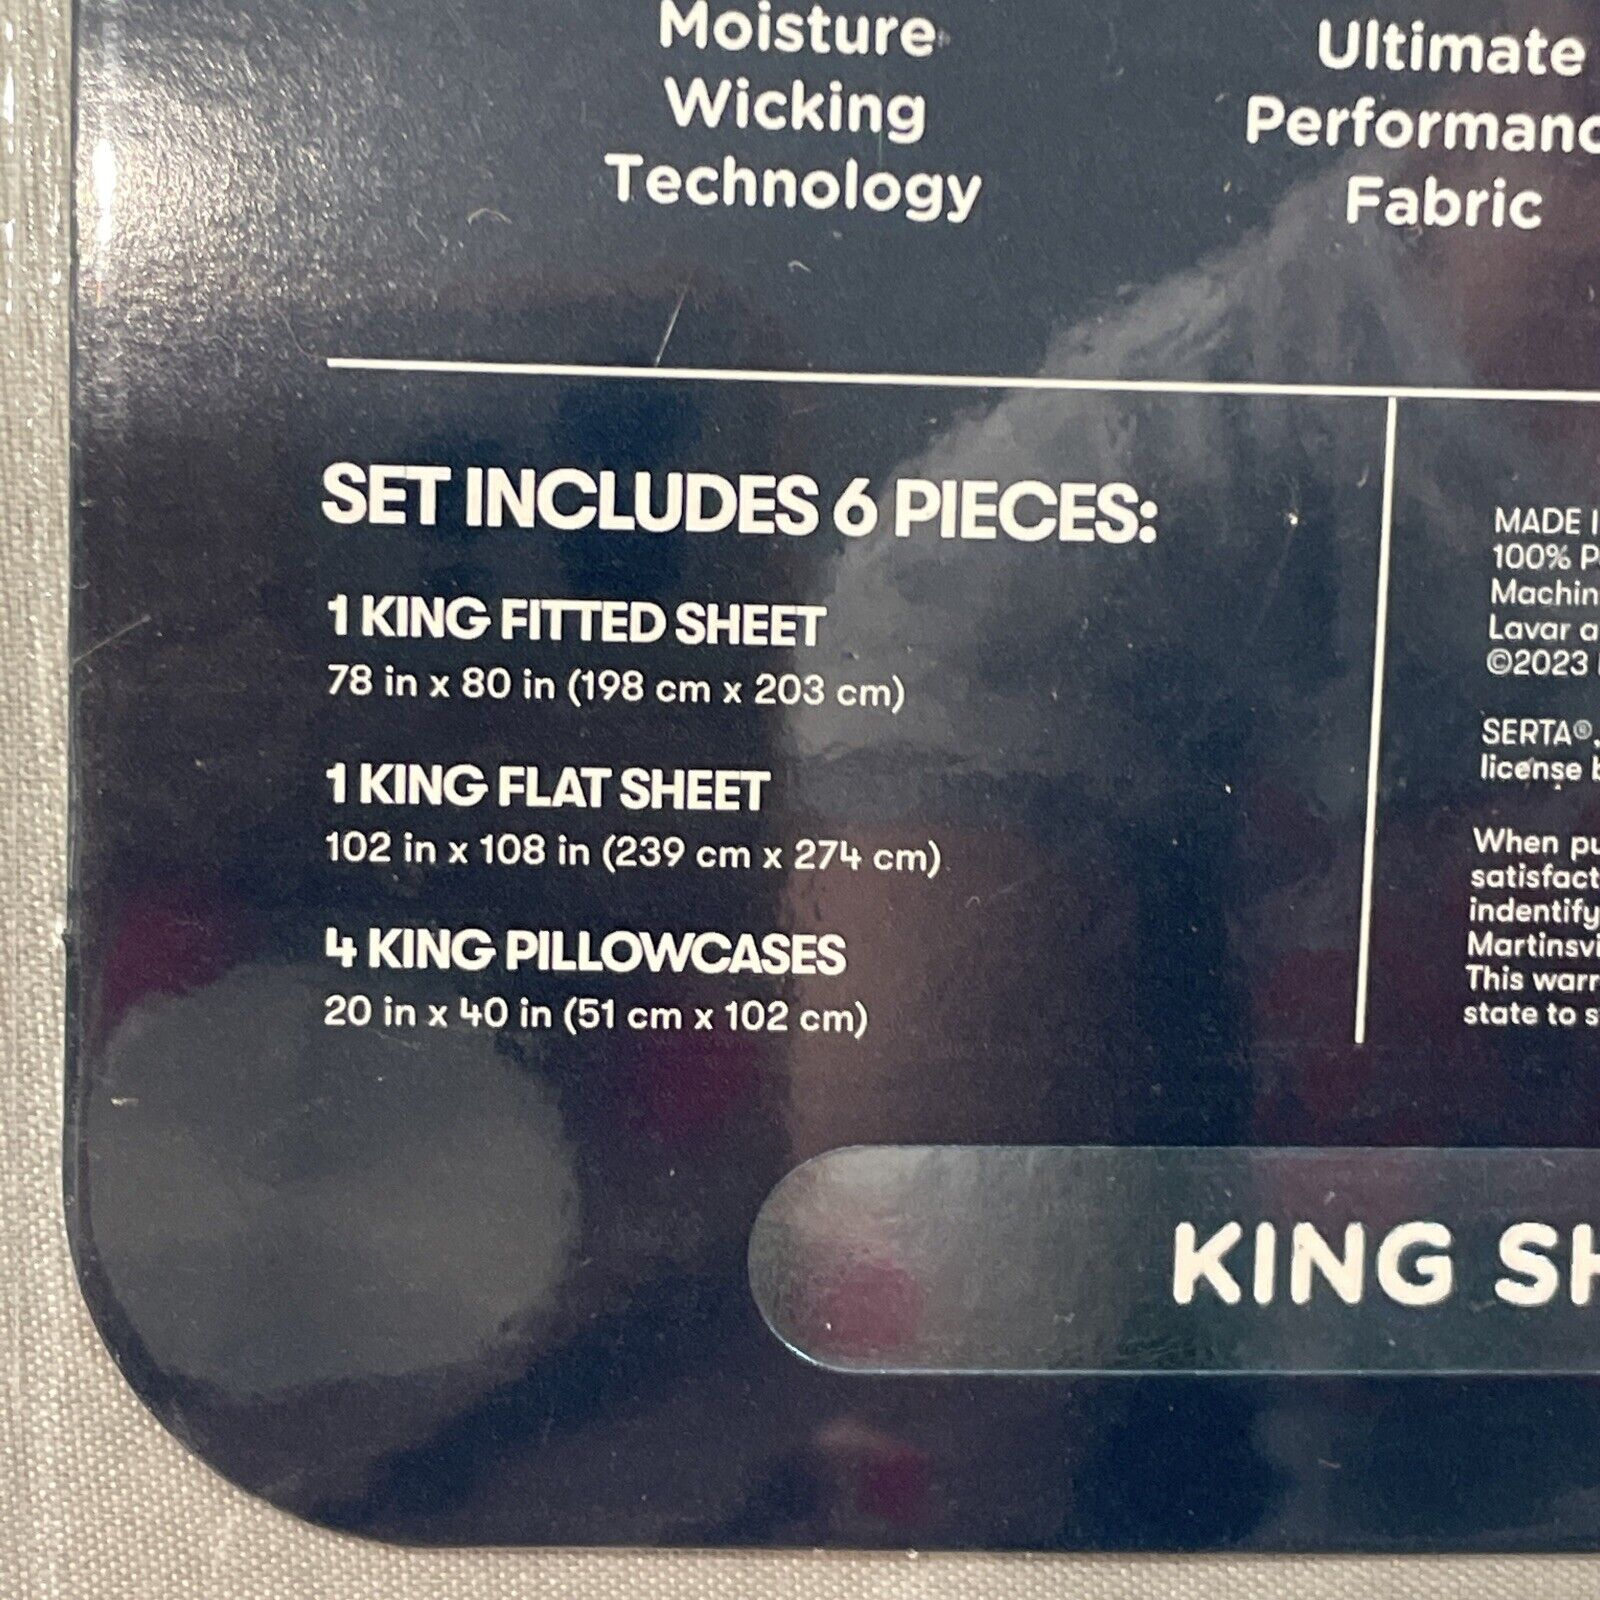 Moisture
Wicking
Technology
Ultimate
Performanc
Fabric
SET INCLUDES 6 PIECES:
1 KING FITTED SHEET
78 in x 80 in (198 cm x 203 cm)
1 KING FLAT SHEET
102 in x 108 in (239 cm x 274 cm)
4 KING PILLOWCASES
20 in x 40 in (51 cm x 102 cm)
MADE I
100% P
Machin
Lavar a
©2023
SERTA®,
license b
When pu
satisfact
indentify
Martinsvi
This warr
state to s
KING SH